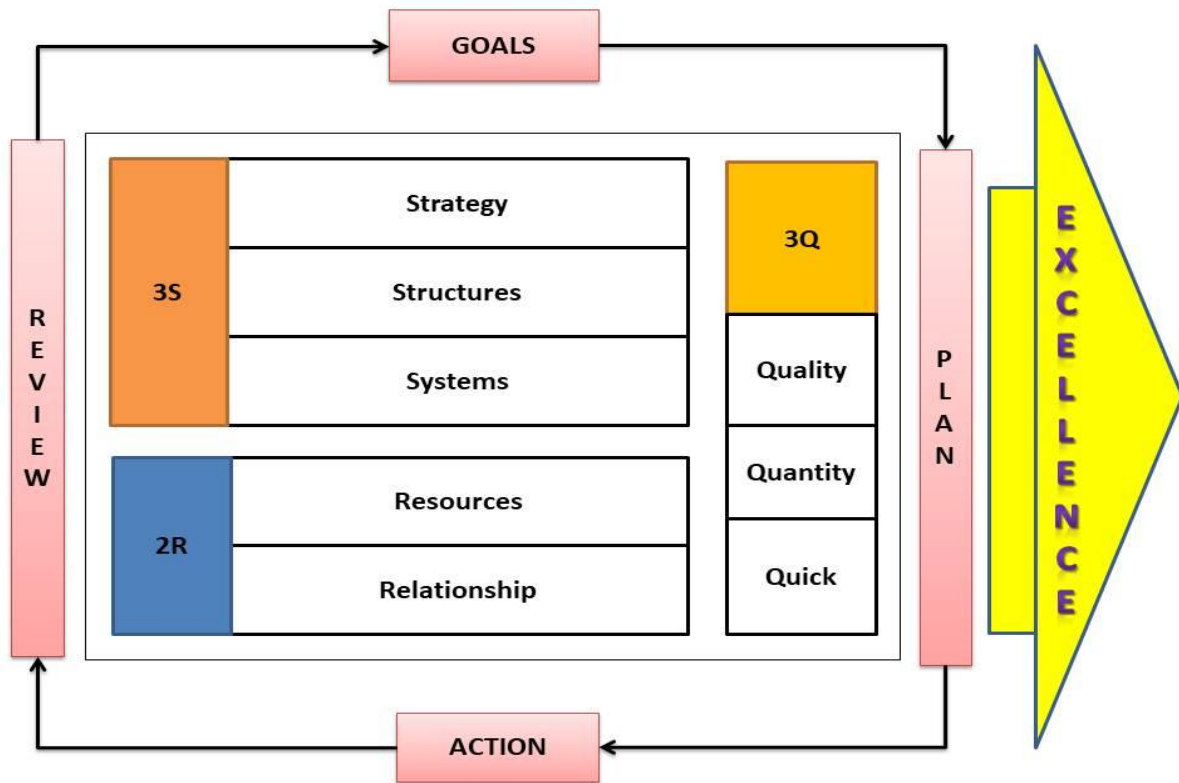 GOALS
REVIEW
3S
Strategy
Structures
Systems
2R
Resources
Relationship
3Q
Quality
Quantity
Quick
PLAN
EXCELLENCE
ACTION